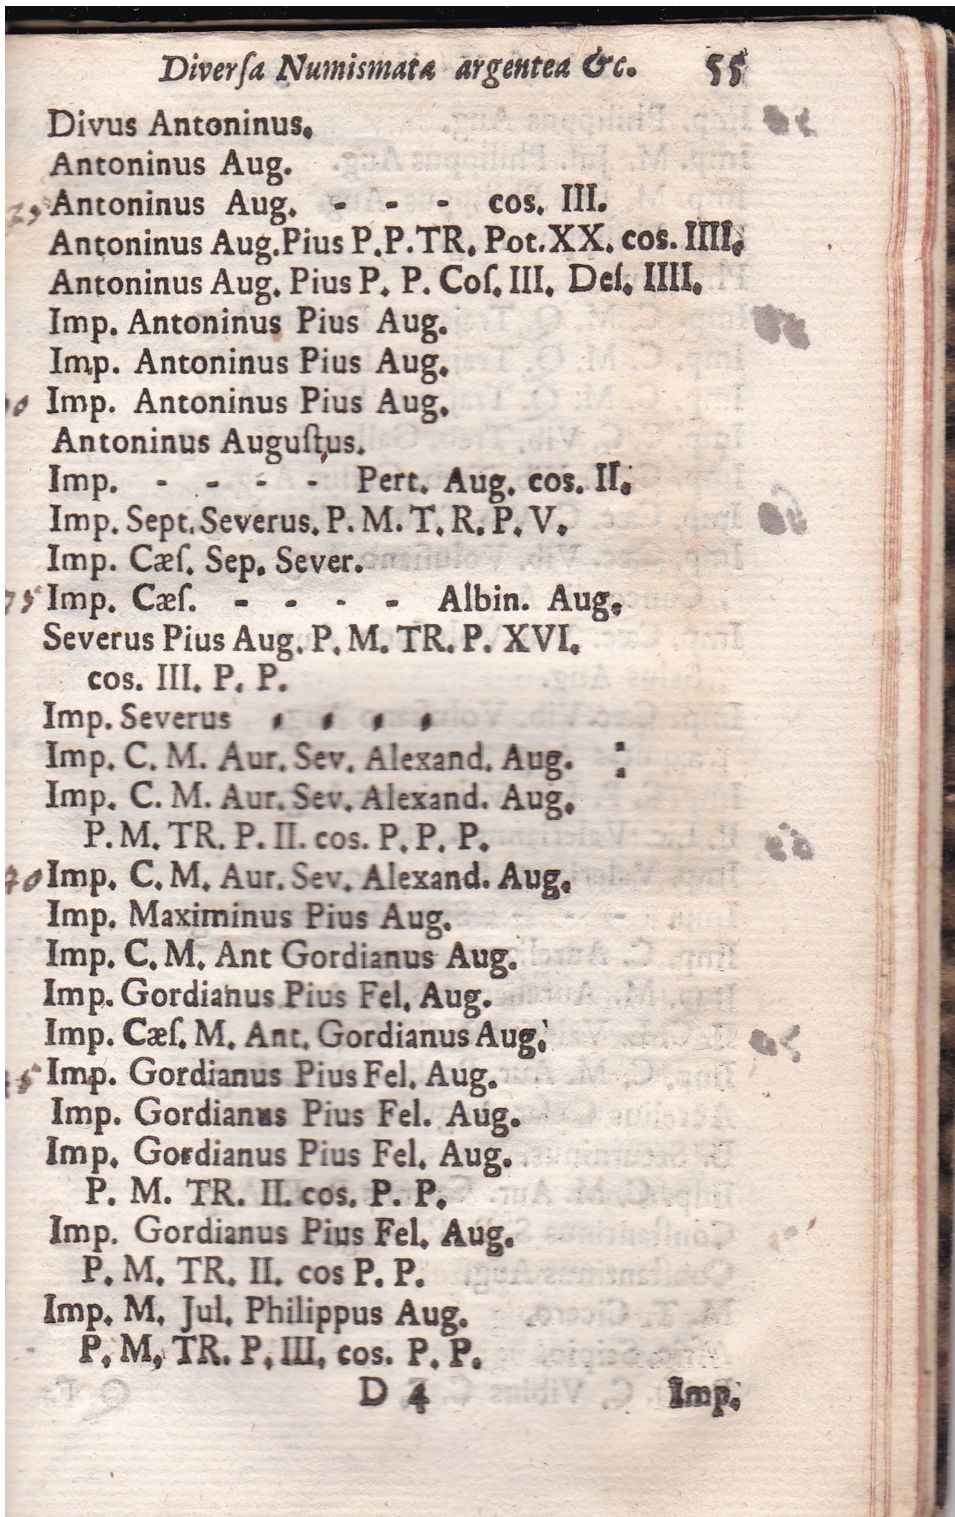 Diverſa Numismata argentea &c. 55
Divus Antoninus.
Antoninus Aug.
Antoninus Aug. - - - cos. III.
Antoninus Aug.Pius P.P.TR. Pot.XX. cos. IIII.
Antoninus Aug. Pius P. P. Coſ. III. Deſ. IIII.
Imp. Antoninus Pius Aug.
Imp. Antoninus Pius Aug.
Imp. Antoninus Pius Aug.
Antoninus Auguſtus.
Imp. - - - - Pert. Aug. cos. II.
Imp. Sept. Severus. P. M. T. R. P. V.
Imp. Cæſ. Sep. Sever.
75 Imp. Cæſ. - - - - Albin. Aug.
Severus Pius Aug. P. M. TR. P. XVI.
cos. III. P. P.
Imp. Severus - - - -
Imp. C. M. Aur. Sev. Alexand. Aug. :
Imp. C. M. Aur. Sev. Alexand. Aug.
P. M. TR. P. II. cos. P. P. P.
Imp. C. M. Aur. Sev. Alexand. Aug.
Imp. Maximinus Pius Aug.
Imp. C. M. Ant Gordianus Aug.
Imp. Gordianus Pius Fel. Aug.
Imp. Cæſ. M. Ant. Gordianus Aug.
Imp. Gordianus Pius Fel. Aug.
Imp. Gordianus Pius Fel. Aug.
Imp. Gordianus Pius Fel. Aug.
P. M. TR. II. cos. P. P.
Imp. Gordianus Pius Fel. Aug.
P. M. TR. II. cos P. P.
Imp. M. Jul. Philippus Aug.
P. M, TR. P. III. cos. P. P.
D 4 Imp.